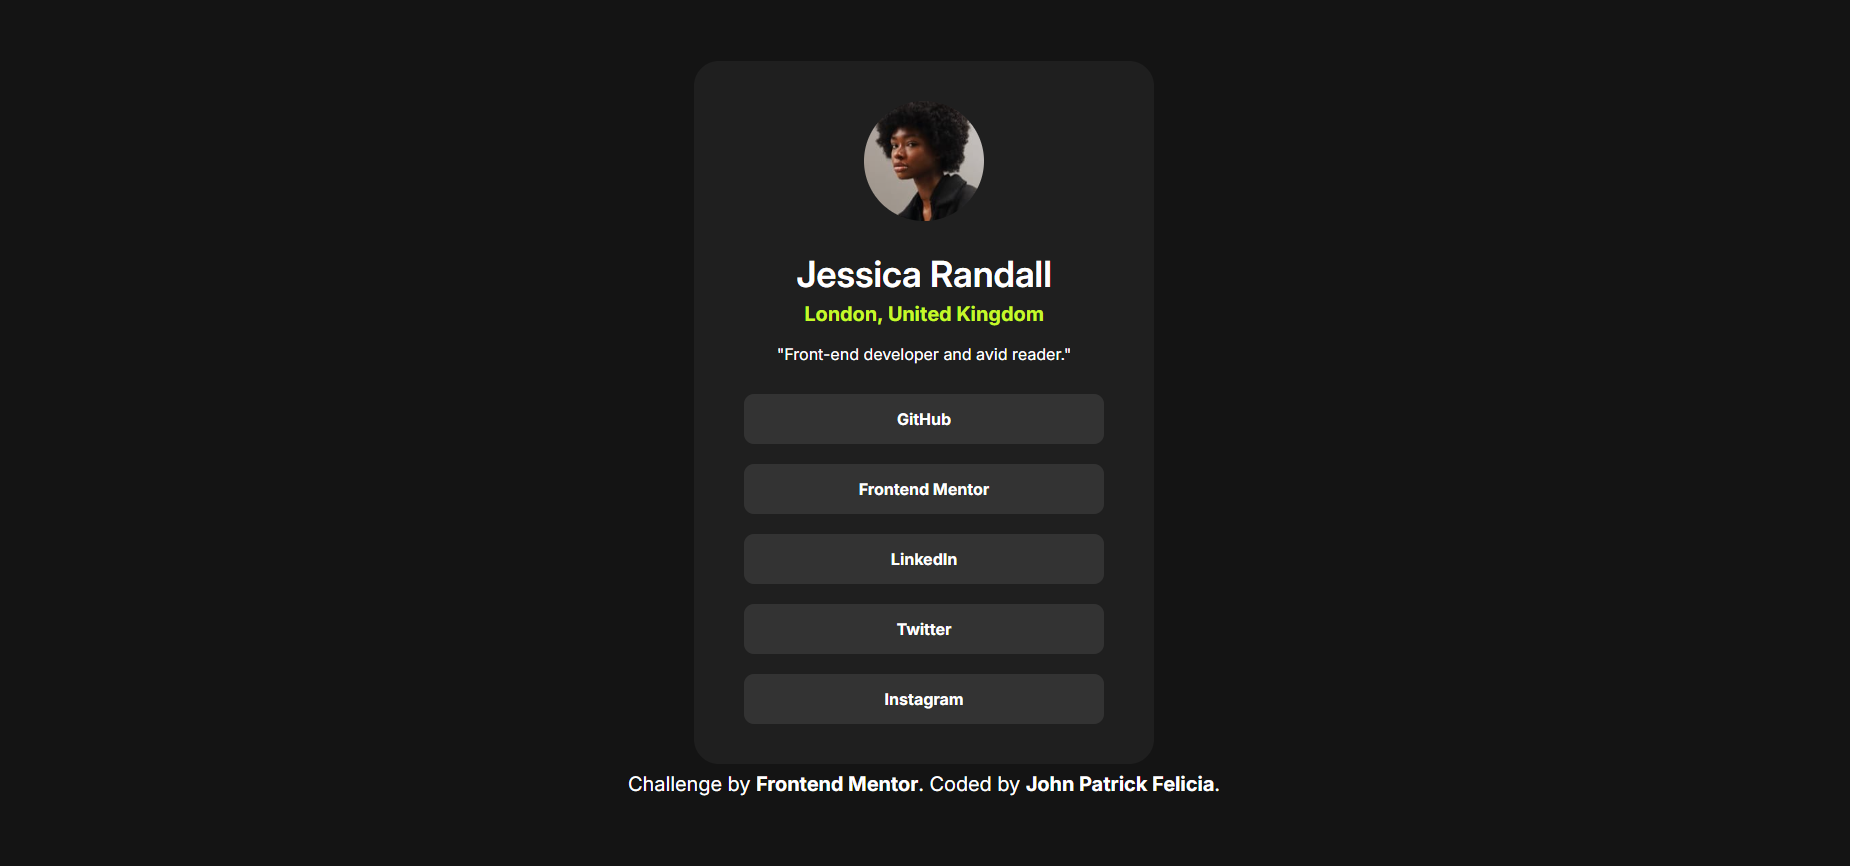 Jessica Randall
London, United Kingdom
"Front-end developer and avid reader."
GitHub
Frontend Mentor
LinkedIn
Twitter
Instagram
Challenge by Frontend Mentor. Coded by John Patrick Felicia.